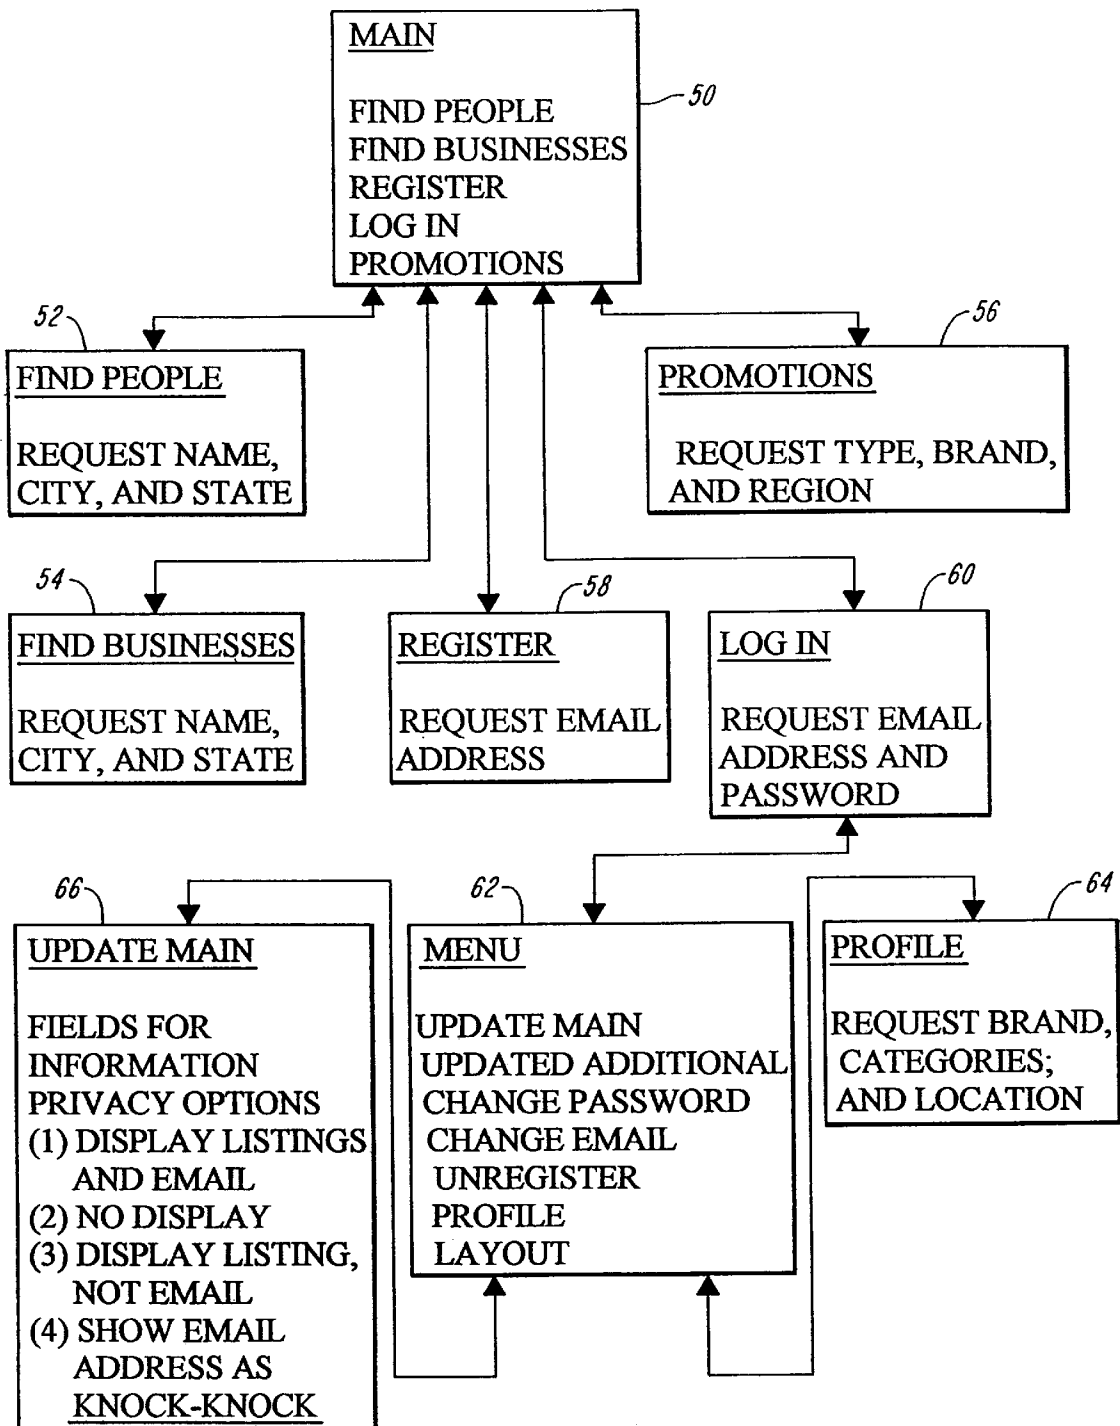 MAIN
FIND PEOPLE
FIND BUSINESSES
REGISTER
LOG IN
PROMOTIONS
50
52
FIND PEOPLE
REQUEST NAME,
CITY, AND STATE
56
PROMOTIONS
REQUEST TYPE, BRAND,
AND REGION
54
FIND BUSINESSES
REQUEST NAME,
CITY, AND STATE
58
REGISTER
REQUEST EMAIL
ADDRESS
60
LOG IN
REQUEST EMAIL
ADDRESS AND
PASSWORD
66
UPDATE MAIN
FIELDS FOR
INFORMATION
PRIVACY OPTIONS
(1) DISPLAY LISTINGS
AND EMAIL
(2) NO DISPLAY
(3) DISPLAY LISTING,
NOT EMAIL
(4) SHOW EMAIL
ADDRESS AS
KNOCK-KNOCK
62
MENU
UPDATE MAIN
UPDATED ADDITIONAL
CHANGE PASSWORD
CHANGE EMAIL
UNREGISTER
PROFILE
LAYOUT
64
PROFILE
REQUEST BRAND,
CATEGORIES;
AND LOCATION